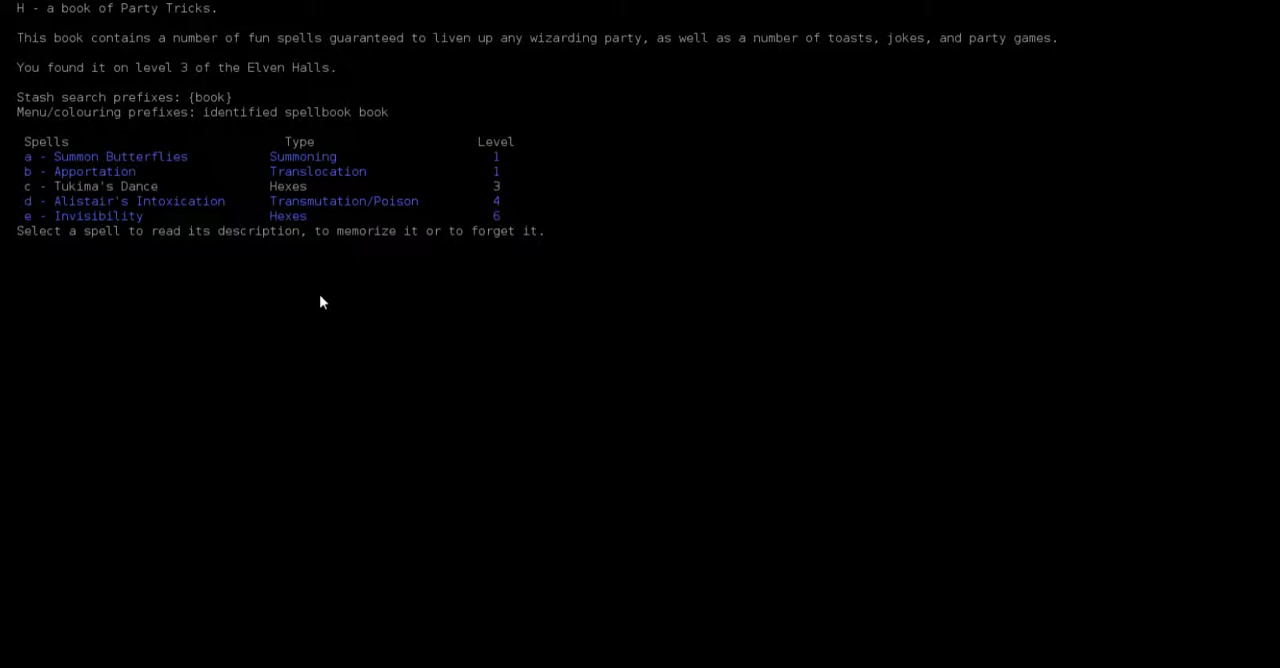 H - a book of Party Tricks.
This book contains a number of fun spells guaranteed to liven up any wizarding party, as well as a number of toasts, jokes, and party games.
You found it on level 3 of the Elven Halls.
Stash search prefixes: {book}
Menu/colouring prefixes: identified spellbook book
Spells Type Level
a - Summon Butterflies Summoning 1
b - Apportation Translocation 1
c - Tukima's Dance Hexes 3
d - Alistair's Intoxication Transmutation/Poison 4
e - Invisibility Hexes 6
Select a spell to read its description, to memorize it or to forget it.